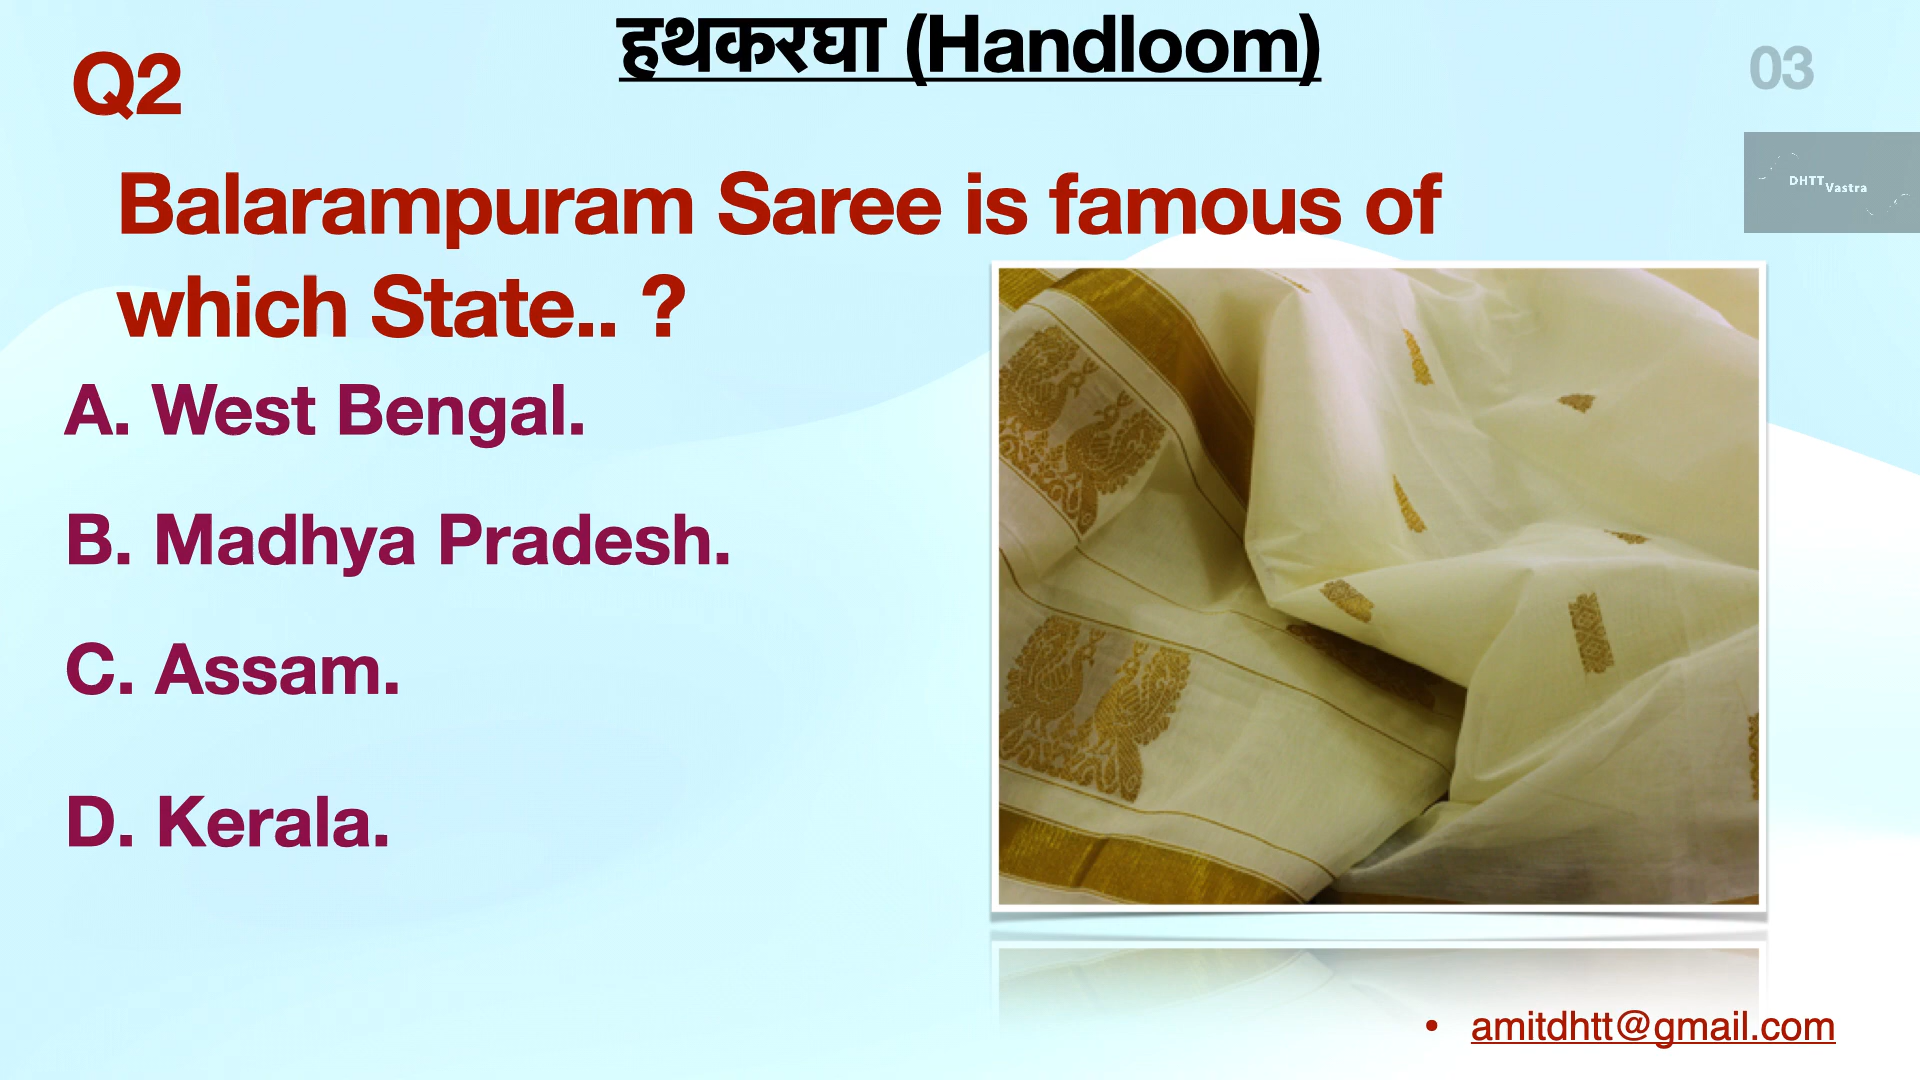 हथकरघा (Handloom)
Q2
03
DHTT Vastra
Balarampuram Saree is famous of
which State.. ?
A. West Bengal.
B. Madhya Pradesh.
C. Assam.
D. Kerala.
• amitdhtt@gmail.com